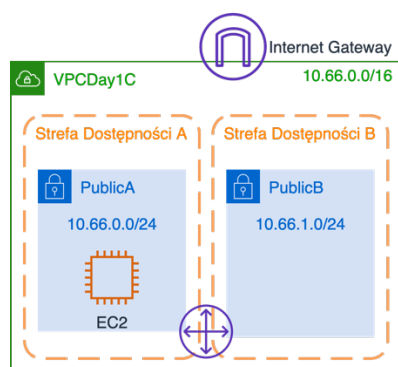 Internet Gateway
VPCDay1C
10.66.0.0/16
Strefa Dostępności A
Strefa Dostępności B
PublicA
PublicB
10.66.0.0/24
10.66.1.0/24
EC2